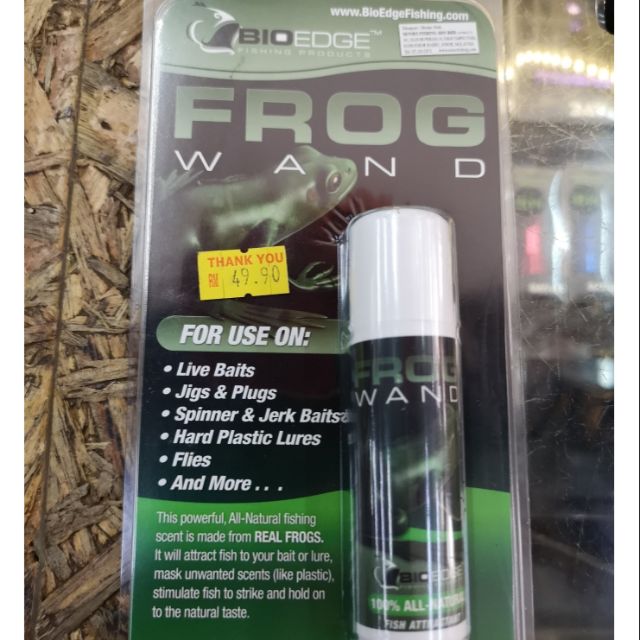 www.BioEdgeFishing.com
BIOEDGE™
FISHING PRODUCTS
FROG
WAND
THANK YOU
RM 49.90
FOR USE ON:
• Live Baits
• Jigs & Plugs
• Spinner & Jerk Baits
• Hard Plastic Lures
• Flies
• And More . . .
This powerful, All-Natural fishing
scent is made from REAL FROGS.
It will attract fish to your bait or lure,
mask unwanted scents (like plastic),
stimulate fish to strike and hold on
to the natural taste.
FROG
WAND
BIOEDGE
100% ALL-NATURAL
FISH ATTRACTANT